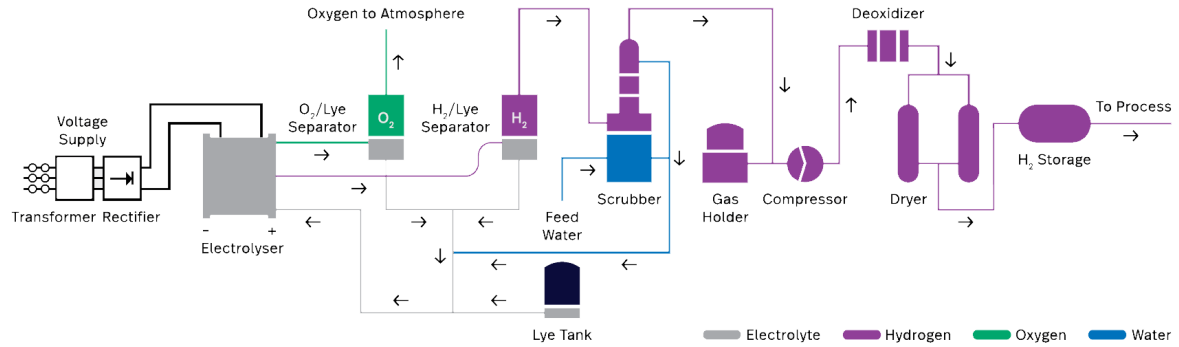 Oxygen to Atmosphere
Deoxidizer
Voltage
Supply
O₂/Lye
Separator
O₂
H₂/Lye
Separator
H₂
To Process
H₂ Storage
Transformer
Rectifier
- +
Electrolyser
Feed
Water
Scrubber
Gas
Holder
Compressor
Dryer
Lye Tank
Electrolyte
Hydrogen
Oxygen
Water